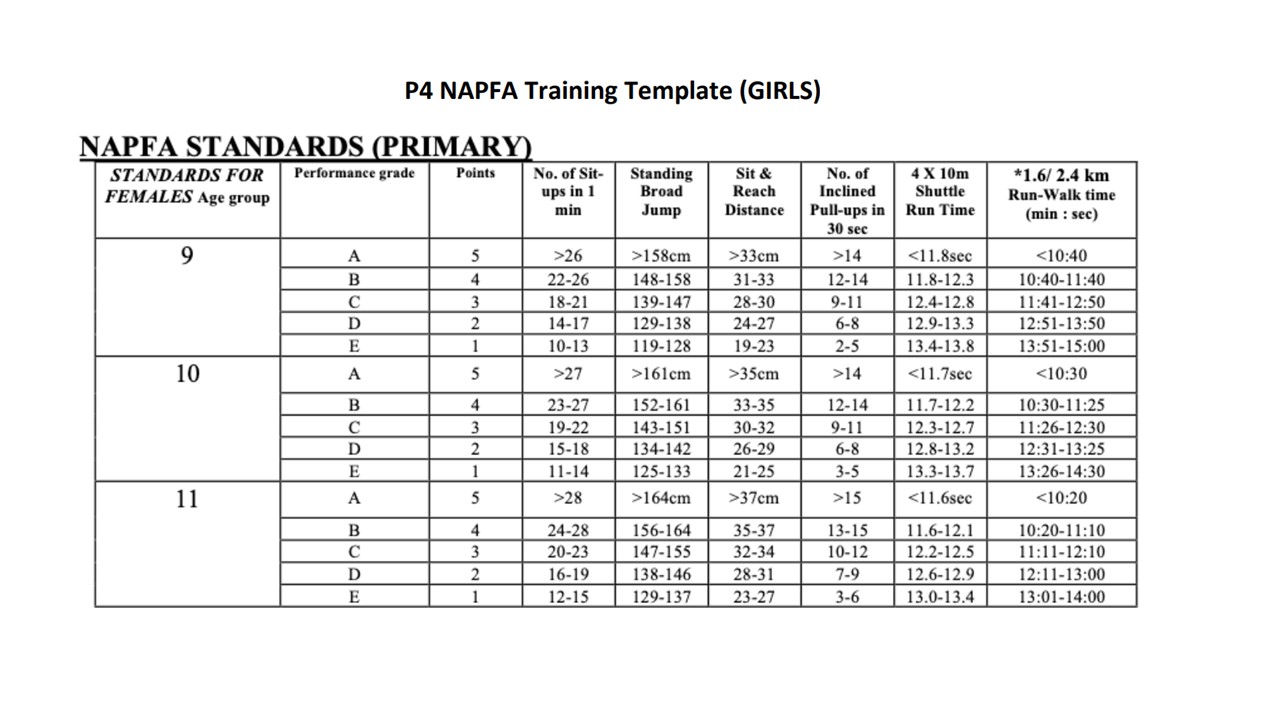 P4 NAPFA Training Template (GIRLS)
NAPFA STANDARDS (PRIMARY)
STANDARDS FOR FEMALES Age group | Performance grade | Points | No. of Sit-ups in 1 min | Standing Broad Jump | Sit & Reach Distance | No. of Inclined Pull-ups in 30 sec | 4 X 10m Shuttle Run Time | *1.6/ 2.4 km Run-Walk time (min : sec)
9 | A | 5 | >26 | >158cm | >33cm | >14 | <11.8sec | <10:40
B | 4 | 22-26 | 148-158 | 31-33 | 12-14 | 11.8-12.3 | 10:40-11:40
C | 3 | 18-21 | 139-147 | 28-30 | 9-11 | 12.4-12.8 | 11:41-12:50
D | 2 | 14-17 | 129-138 | 24-27 | 6-8 | 12.9-13.3 | 12:51-13:50
E | 1 | 10-13 | 119-128 | 19-23 | 2-5 | 13.4-13.8 | 13:51-15:00
10 | A | 5 | >27 | >161cm | >35cm | >14 | <11.7sec | <10:30
B | 4 | 23-27 | 152-161 | 33-35 | 12-14 | 11.7-12.2 | 10:30-11:25
C | 3 | 19-22 | 143-151 | 30-32 | 9-11 | 12.3-12.7 | 11:26-12:30
D | 2 | 15-18 | 134-142 | 26-29 | 6-8 | 12.8-13.2 | 12:31-13:25
E | 1 | 11-14 | 125-133 | 21-25 | 3-5 | 13.3-13.7 | 13:26-14:30
11 | A | 5 | >28 | >164cm | >37cm | >15 | <11.6sec | <10:20
B | 4 | 24-28 | 156-164 | 35-37 | 13-15 | 11.6-12.1 | 10:20-11:10
C | 3 | 20-23 | 147-155 | 32-34 | 10-12 | 12.2-12.5 | 11:11-12:10
D | 2 | 16-19 | 138-146 | 28-31 | 7-9 | 12.6-12.9 | 12:11-13:00
E | 1 | 12-15 | 129-137 | 23-27 | 3-6 | 13.0-13.4 | 13:01-14:00